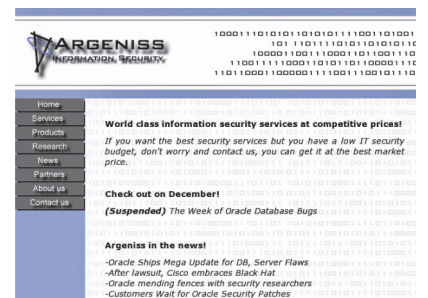 ARGENISS
INFORMATION SECURITY
Home
Services
Products
Research
News
Partners
About us
Contact us
World class information security services at competitive prices!
If you want the best security services but you have a low IT security
budget, don't worry and contact us, you can get it at the best market
price.
Check out on December!
(Suspended) The Week of Oracle Database Bugs
Argeniss in the news!
-Oracle Ships Mega Update for DB, Server Flaws
-After lawsuit, Cisco embraces Black Hat
-Oracle mending fences with security researchers
-Customers Wait for Oracle Security Patches